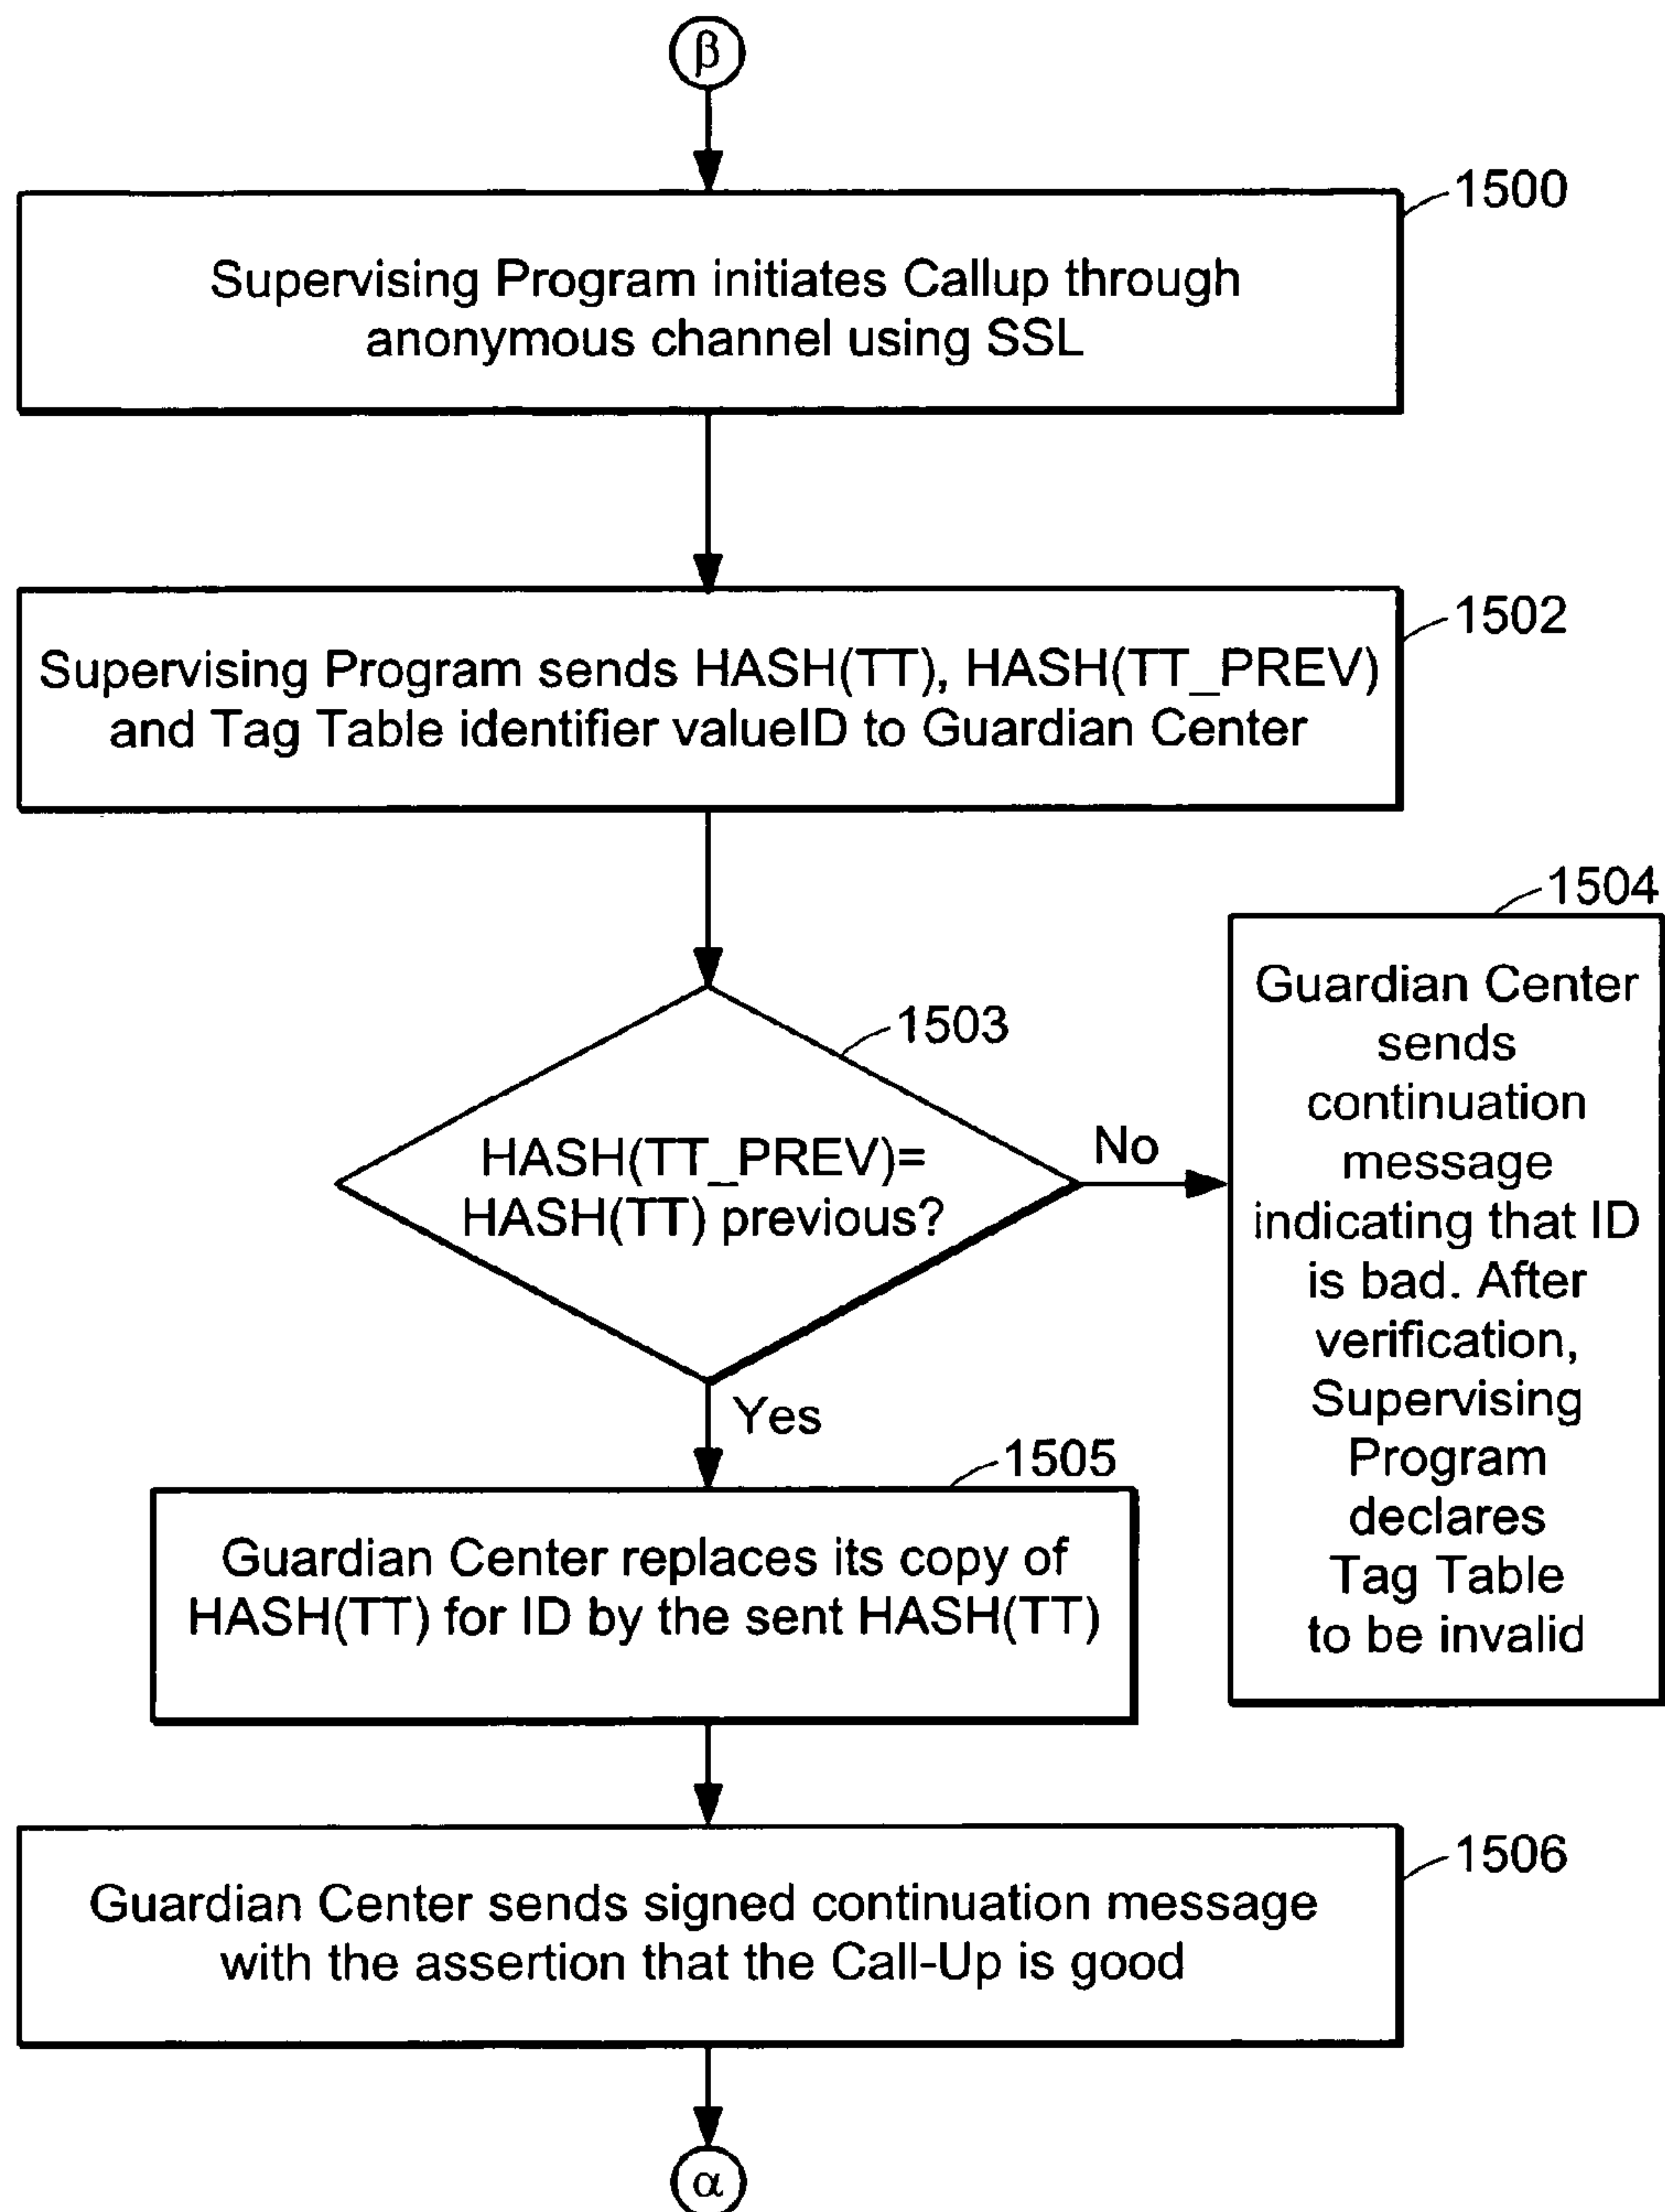 β
1500
Supervising Program initiates Callup through
anonymous channel using SSL
1502
Supervising Program sends HASH(TT), HASH(TT_PREV)
and Tag Table identifier valueID to Guardian Center
1503
HASH(TT_PREV)=
HASH(TT) previous?
No
1504
Guardian Center
sends
continuation
message
indicating that ID
is bad. After
verification,
Supervising
Program
declares
Tag Table
to be invalid
Yes
1505
Guardian Center replaces its copy of
HASH(TT) for ID by the sent HASH(TT)
1506
Guardian Center sends signed continuation message
with the assertion that the Call-Up is good
α